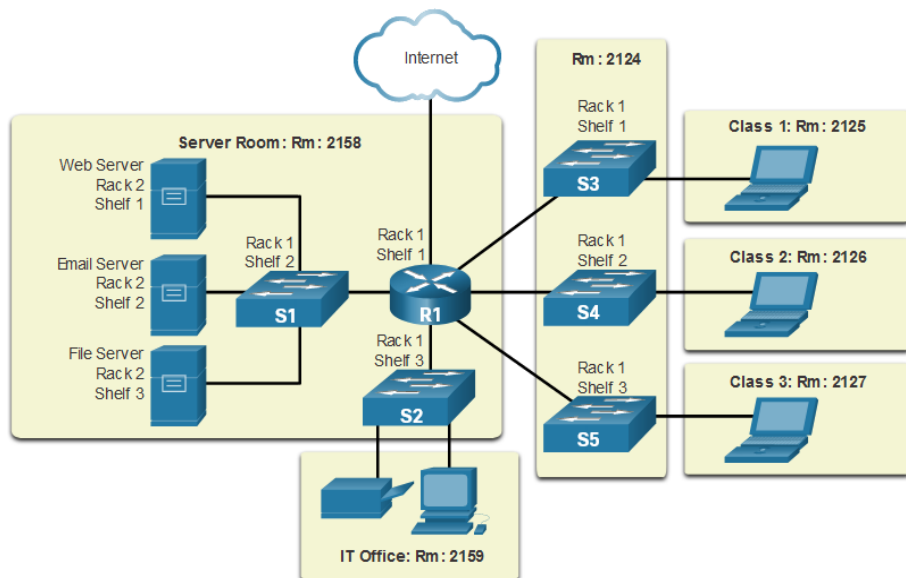 Internet
Server Room: Rm: 2158
Web Server
Rack 2
Shelf 1
Email Server
Rack 2
Shelf 2
File Server
Rack 2
Shelf 3
Rack 1
Shelf 2
S1
Rack 1
Shelf 1
R1
Rack 1
Shelf 3
S2
IT Office: Rm: 2159
Rm: 2124
Rack 1
Shelf 1
S3
Rack 1
Shelf 2
S4
Rack 1
Shelf 3
S5
Class 1: Rm: 2125
Class 2: Rm: 2126
Class 3: Rm: 2127